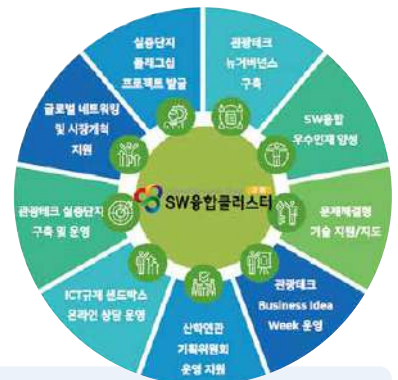 실증단지
플래그십
프로젝트 발굴
관광테크
뉴거버넌스
구축
SW융합
우수인재 양성
문제해결형
기술 지원/지도
관광테크
Business Idea
Week 운영
산학연관
기획위원회
운영 지원
ICT규제 샌드박스
온라인 상담 운영
관광테크 실증단지
구축 및 운영
글로벌 네트워킹
및 시장개척
지원
SW융합클러스터